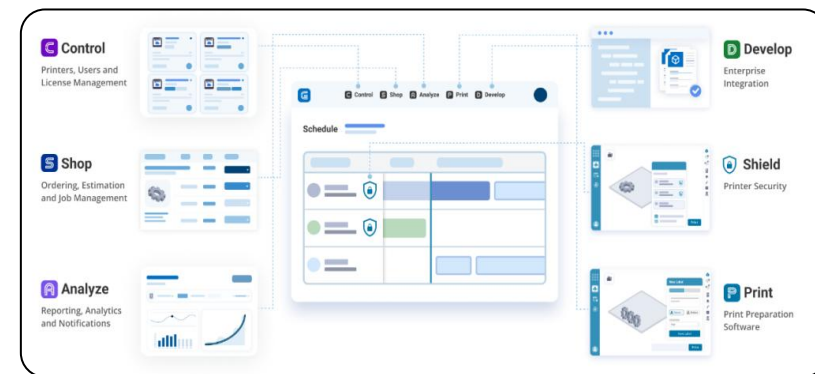 Control
Printers, Users and
License Management
Shop
Ordering, Estimation
and Job Management
Analyze
Reporting, Analytics
and Notifications
G
C Control S Shop A Analyze P Print D Develop
Schedule
D Develop
Enterprise
Integration
Shield
Printer Security
P Print
Print Preparation
Software